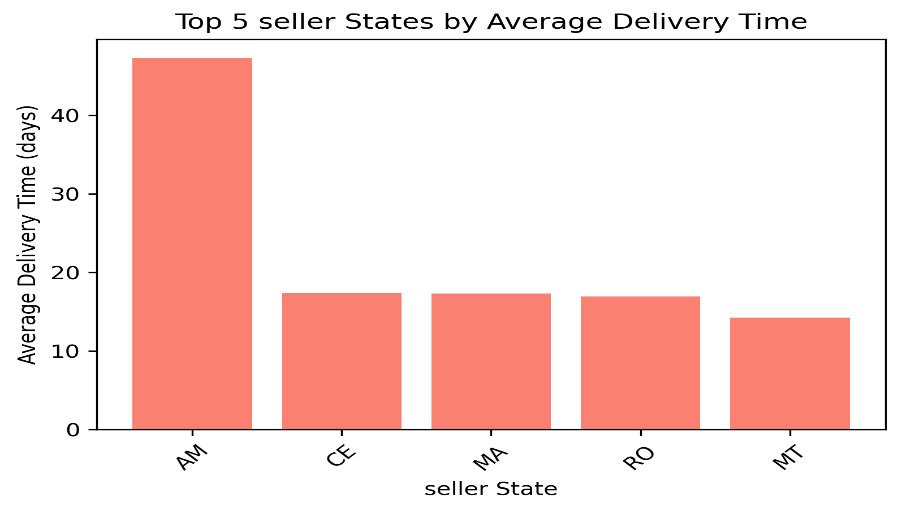 Top 5 seller States by Average Delivery Time
Average Delivery Time (days)
40
30
20
10
0
AM
CE
MA
RO
MT
seller State